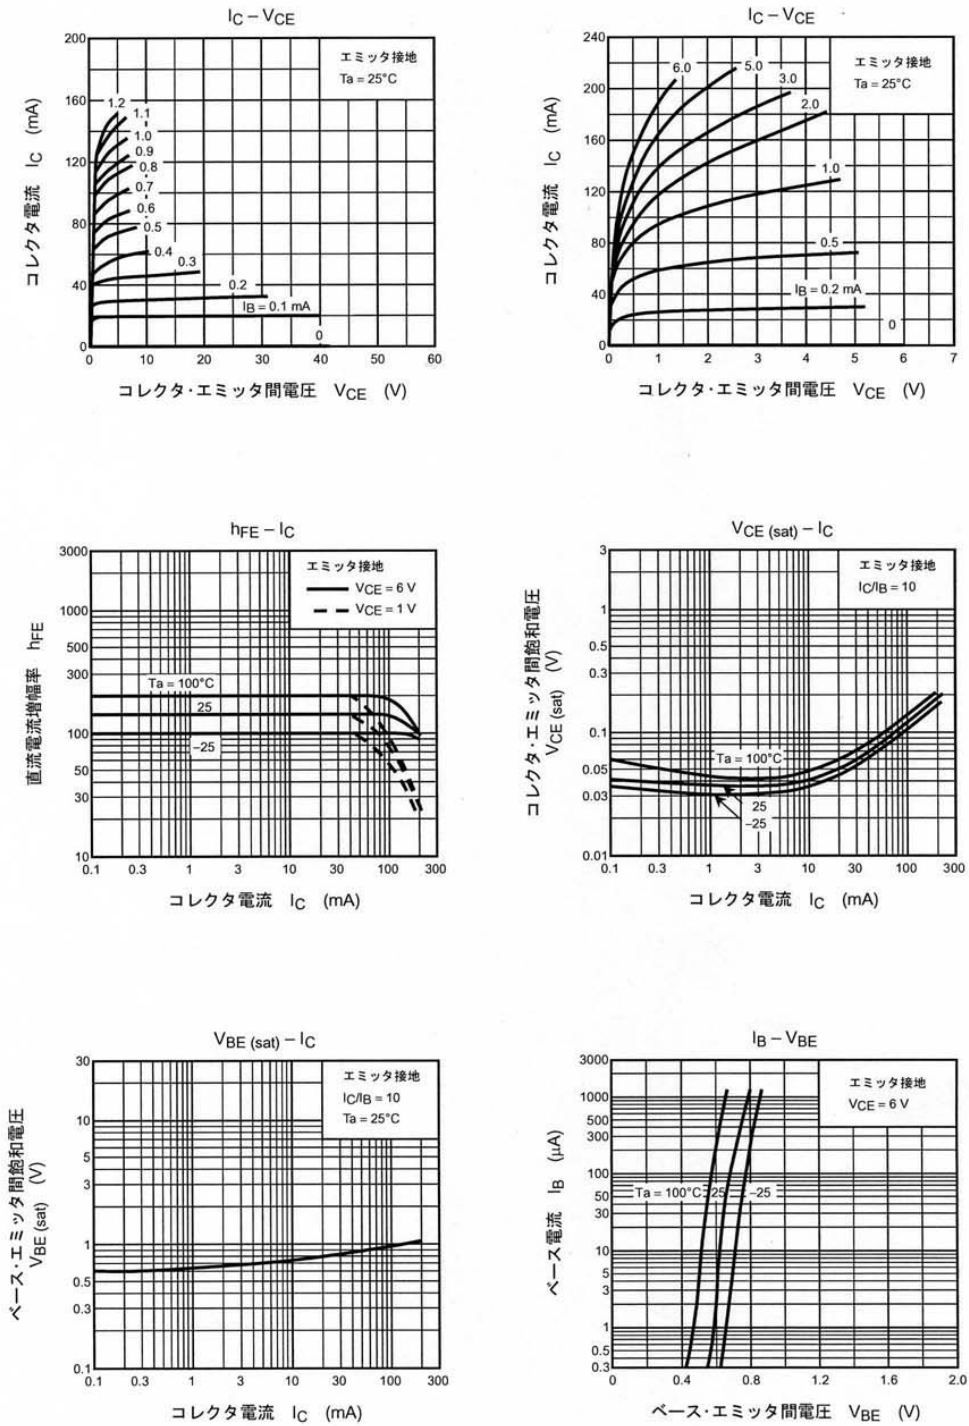 IC – VCE
エミッタ接地
Ta = 25°C
コレクタ電流 IC (mA)
200
160
120
80
40
0
1.2
1.1
1.0
0.9
0.8
0.7
0.6
0.5
0.4
0.3
0.2
IB = 0.1 mA
0
0 10 20 30 40 50 60
コレクタ・エミッタ間電圧 VCE (V)
IC – VCE
エミッタ接地
Ta = 25°C
コレクタ電流 IC (mA)
240
200
160
120
80
40
0
6.0
5.0
3.0
2.0
1.0
0.5
IB = 0.2 mA
0
0 1 2 3 4 5 6 7
コレクタ・エミッタ間電圧 VCE (V)
hFE – IC
エミッタ接地
VCE = 6 V
VCE = 1 V
直流電流増幅率 hFE
3000
1000
500
300
100
50
30
10
Ta = 100°C
25
–25
0.1 0.3 1 3 10 30 100 300
コレクタ電流 IC (mA)
VCE (sat) – IC
エミッタ接地
IC/IB = 10
コレクタ・エミッタ間飽和電圧
VCE (sat) (V)
3
1
0.5
0.3
0.1
0.05
0.03
0.01
Ta = 100°C
25
–25
0.1 0.3 1 3 10 30 100 300
コレクタ電流 IC (mA)
VBE (sat) – IC
エミッタ接地
IC/IB = 10
Ta = 25°C
ベース・エミッタ間飽和電圧
VBE (sat) (V)
30
10
5
3
1
0.5
0.3
0.1
0.1 0.3 1 3 10 30 100 300
コレクタ電流 IC (mA)
IB – VBE
エミッタ接地
VCE = 6 V
ベース電流 IB (μA)
3000
1000
500
300
100
50
30
10
5
3
1
0.5
0.3
Ta = 100°C 25 –25
0 0.4 0.8 1.2 1.6 2.0
ベース・エミッタ間電圧 VBE (V)